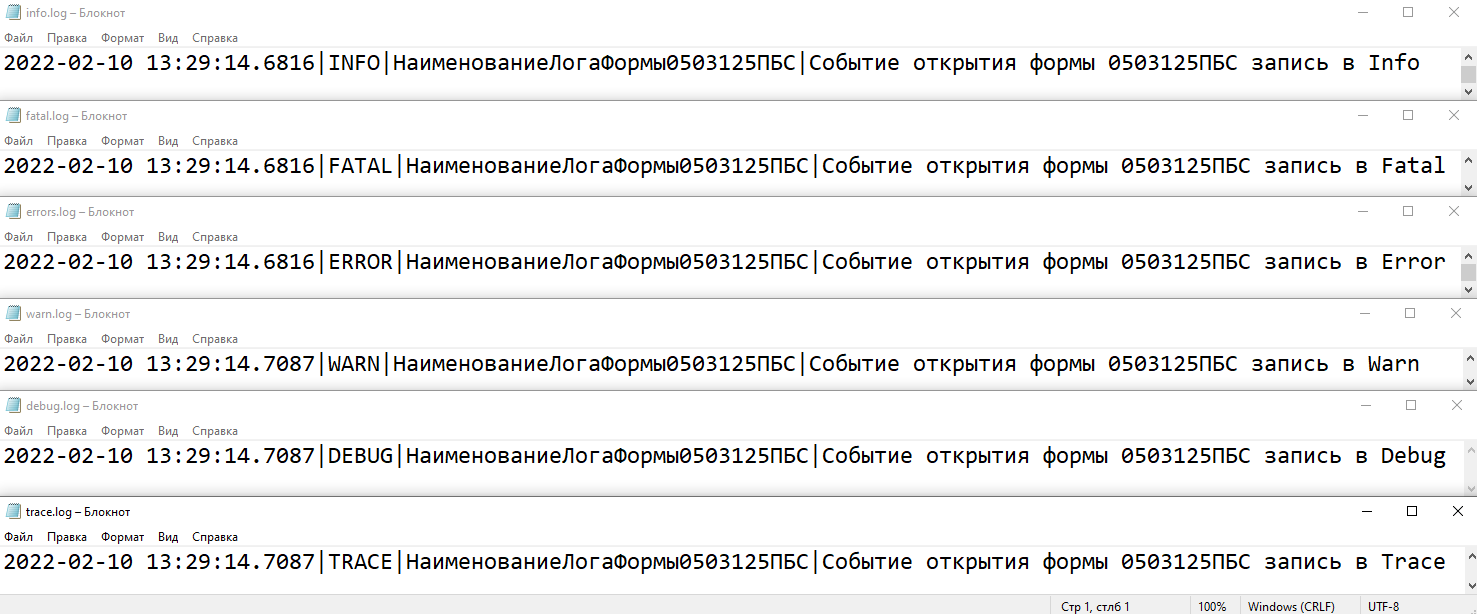 info.log – Блокнот
Файл Правка Формат Вид Справка
2022-02-10 13:29:14.6816|INFO|НаименованиеЛогаФормы0503125ПБС|Событие открытия формы 0503125ПБС запись в Info
fatal.log – Блокнот
Файл Правка Формат Вид Справка
2022-02-10 13:29:14.6816|FATAL|НаименованиеЛогаФормы0503125ПБС|Событие открытия формы 0503125ПБС запись в Fatal
errors.log – Блокнот
Файл Правка Формат Вид Справка
2022-02-10 13:29:14.6816|ERROR|НаименованиеЛогаФормы0503125ПБС|Событие открытия формы 0503125ПБС запись в Error
warn.log – Блокнот
Файл Правка Формат Вид Справка
2022-02-10 13:29:14.7087|WARN|НаименованиеЛогаФормы0503125ПБС|Событие открытия формы 0503125ПБС запись в Warn
debug.log – Блокнот
Файл Правка Формат Вид Справка
2022-02-10 13:29:14.7087|DEBUG|НаименованиеЛогаФормы0503125ПБС|Событие открытия формы 0503125ПБС запись в Debug
trace.log – Блокнот
Файл Правка Формат Вид Справка
2022-02-10 13:29:14.7087|TRACE|НаименованиеЛогаФормы0503125ПБС|Событие открытия формы 0503125ПБС запись в Trace
Стр 1, стлб 1 100% Windows (CRLF) UTF-8